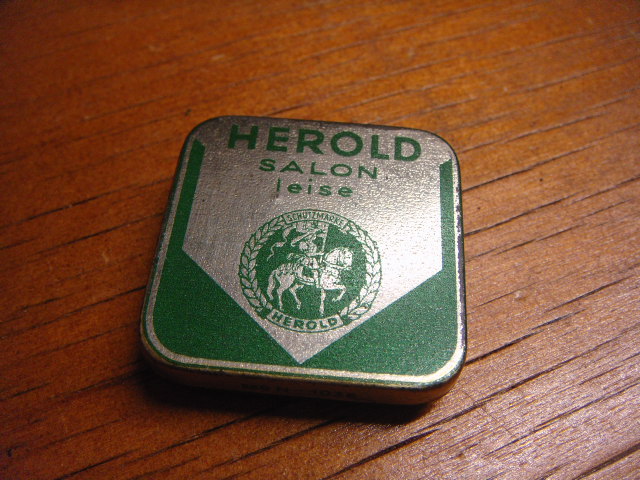 HEROLD
SALON
leise
SCHUTZMARKE
HEROLD